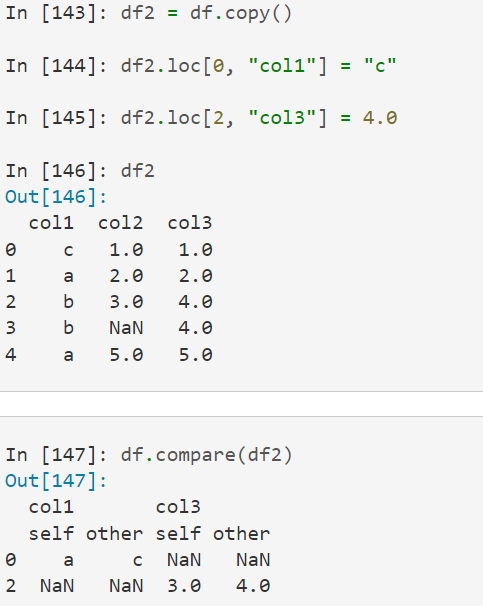 In [143]: df2 = df.copy()
In [144]: df2.loc[0, "col1"] = "c"
In [145]: df2.loc[2, "col3"] = 4.0
In [146]: df2
Out[146]:
  col1  col2  col3
0    c   1.0   1.0
1    a   2.0   2.0
2    b   3.0   4.0
3    b   NaN   4.0
4    a   5.0   5.0
In [147]: df.compare(df2)
Out[147]:
  col1       col3
  self other self other
0    a     c  NaN   NaN
2  NaN   NaN  3.0   4.0